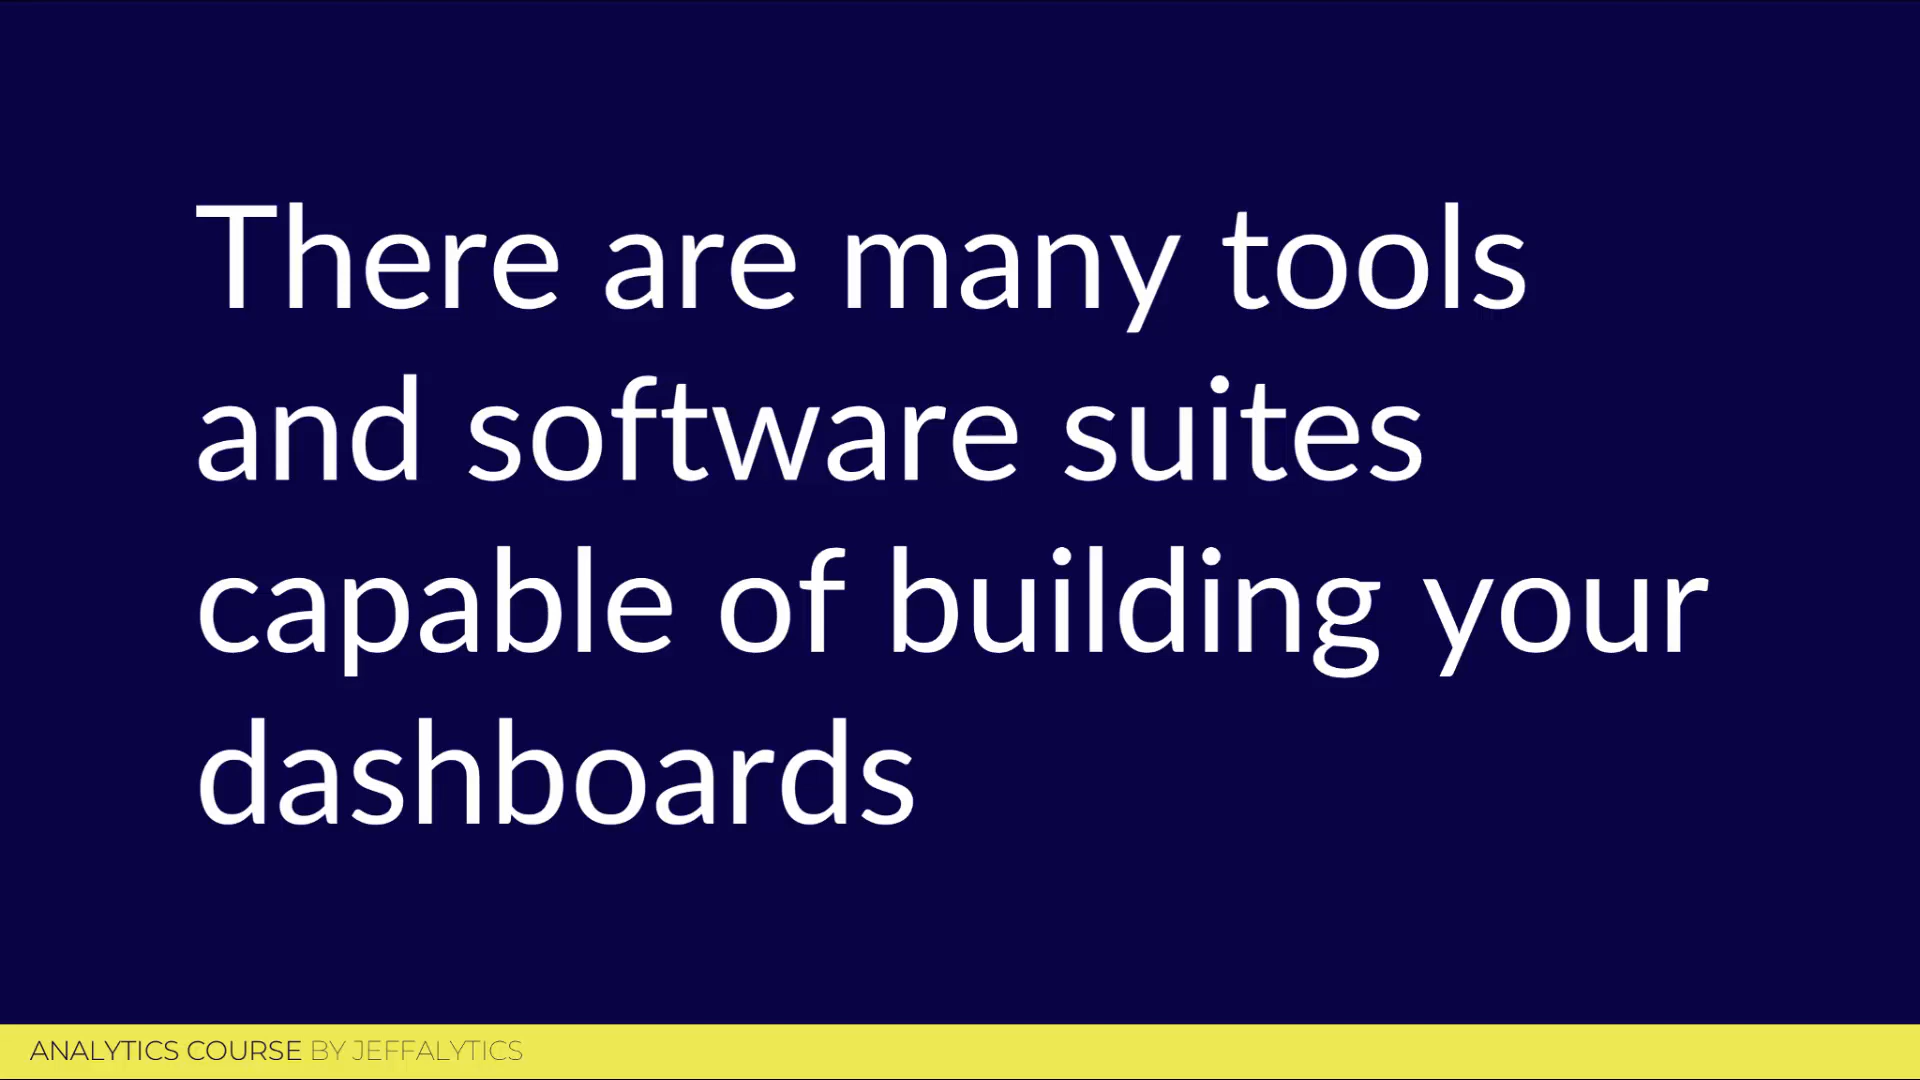 There are many tools
and software suites
capable of building your
dashboards
ANALYTICS COURSE BY JEFFALYTICS